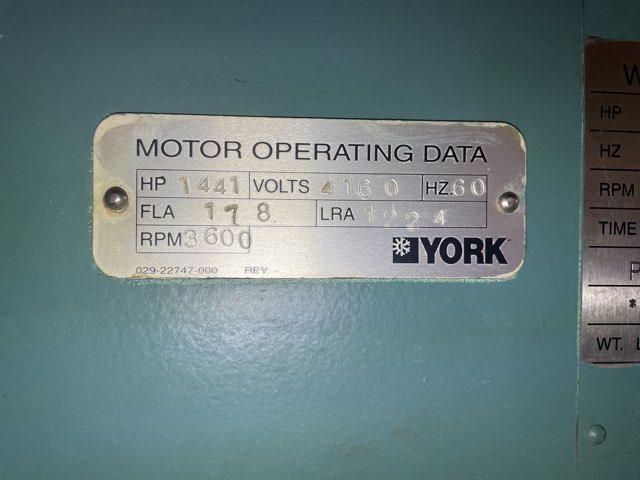 MOTOR OPERATING DATA
HP 1441 VOLTS 4160 HZ. 60
FLA 178 LRA 1224
RPM 3600
YORK
029-22747-000 REV
HP
HZ
RPM
TIME
WT.